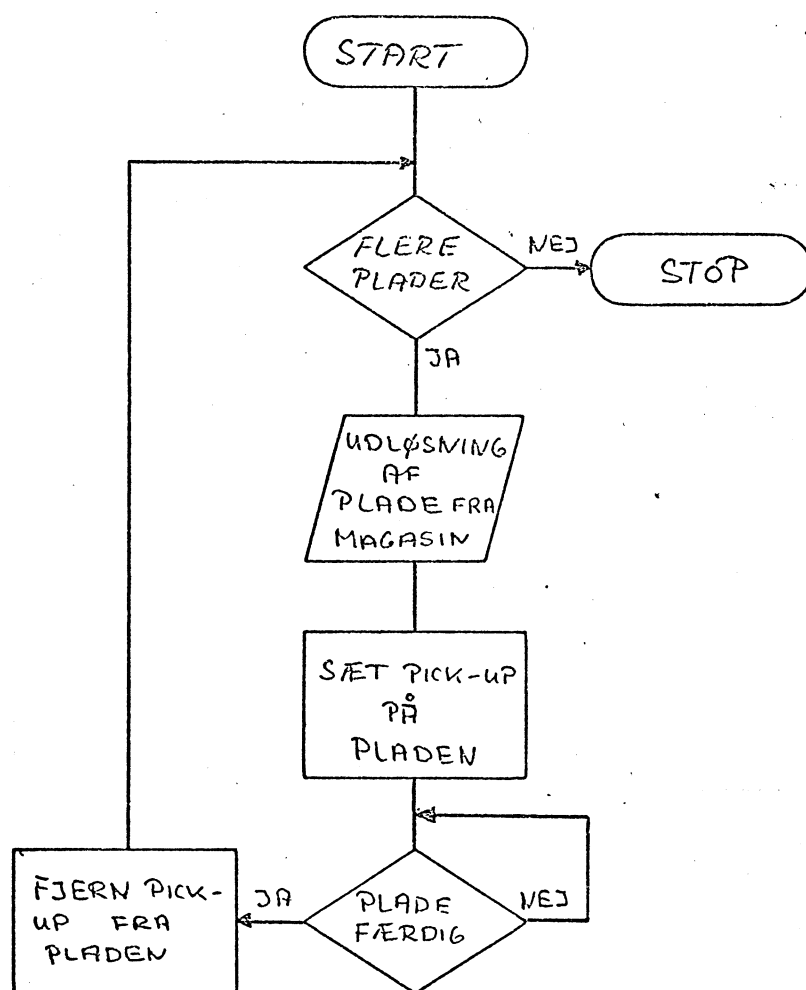 START
FLERE
PLADER
NEJ
STOP
JA
UDLØSNING
AF
PLADE FRA
MAGASIN
SÆT PICK-UP
PÅ
PLADEN
PLADE
FÆRDIG
NEJ
JA
FJERN PICK-
UP FRA
PLADEN